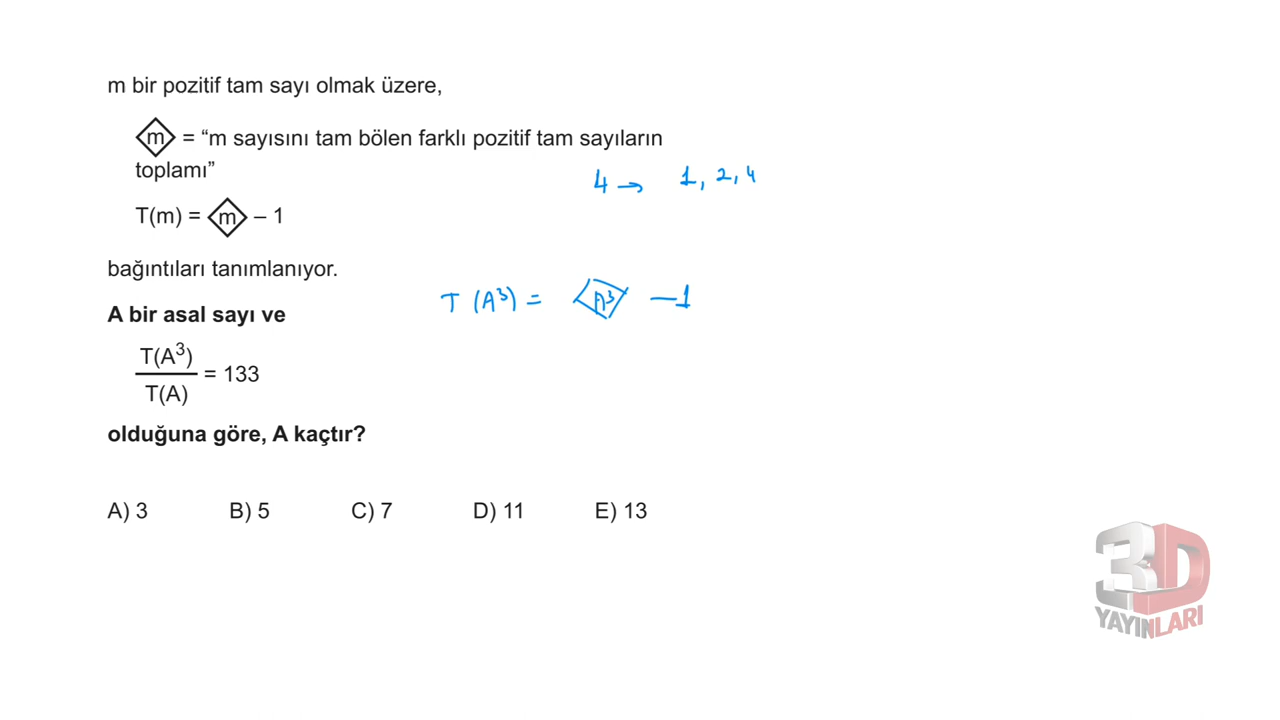 m bir pozitif tam sayı olmak üzere,
m = “m sayısını tam bölen farklı pozitif tam sayıların
toplamı”
4 → 1, 2, 4
T(m) = m – 1
bağıntıları tanımlanıyor.
T (A³) = A³ – 1
A bir asal sayı ve
T(A³)
T(A)
= 133
olduğuna göre, A kaçtır?
A) 3 B) 5 C) 7 D) 11 E) 13
3D
YAYINLARI